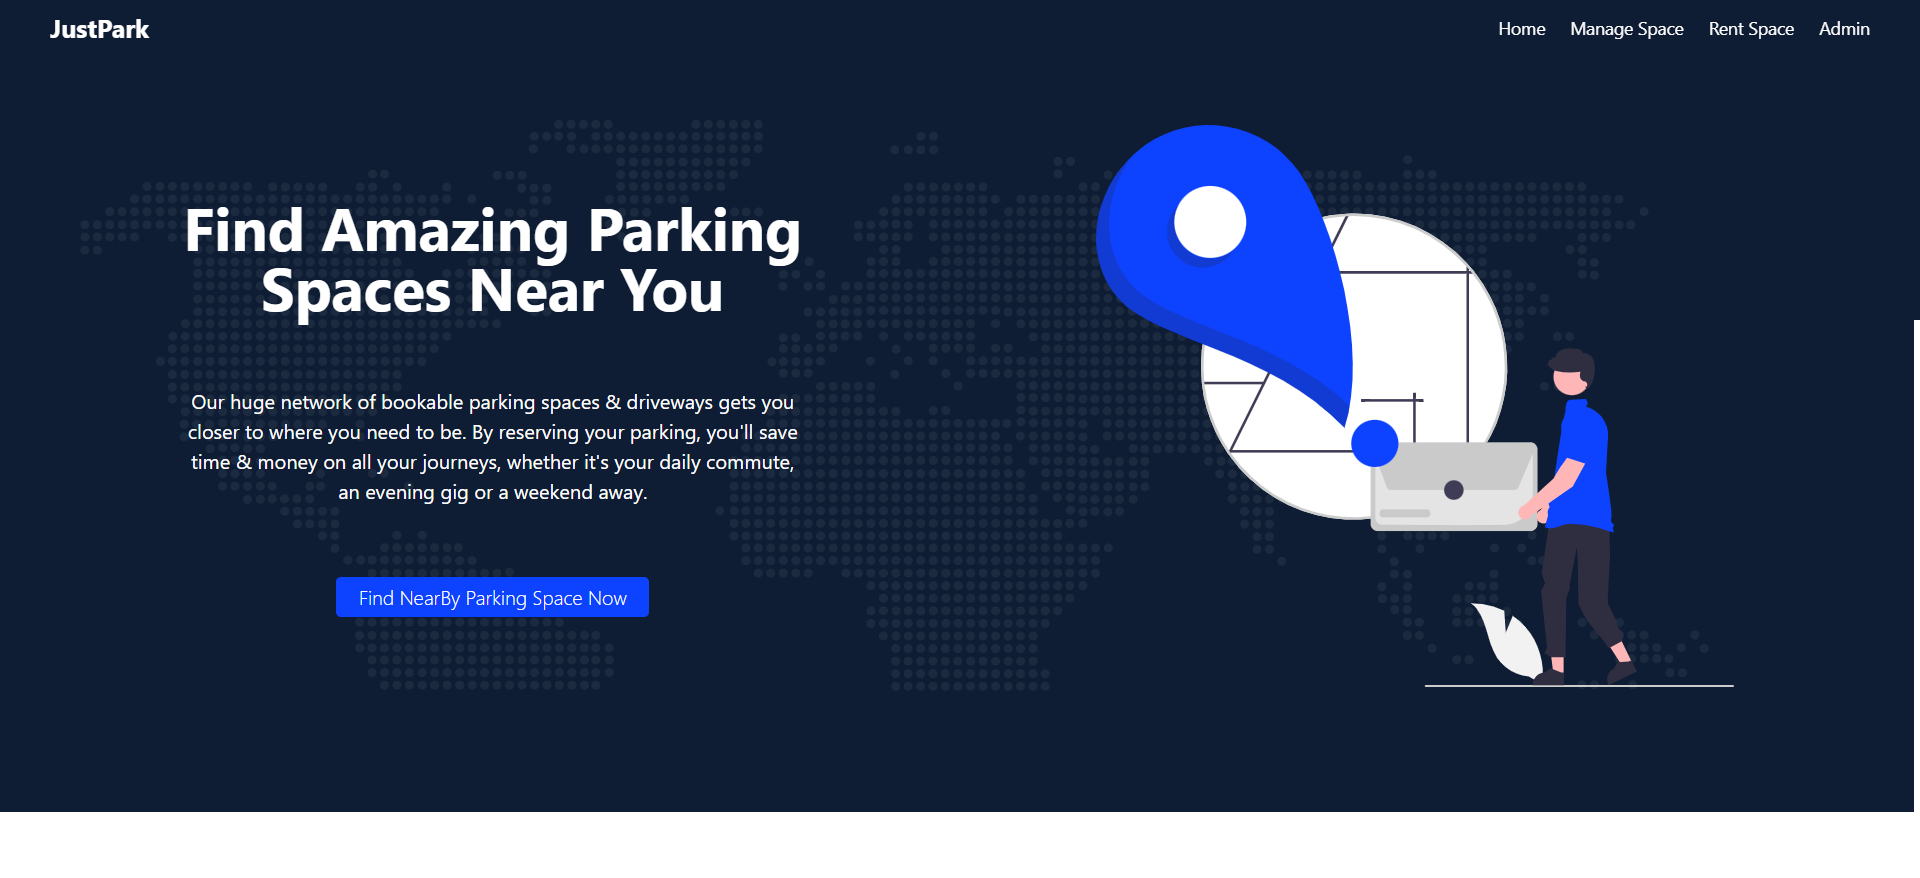 JustPark
Home Manage Space Rent Space Admin
Find Amazing Parking
Spaces Near You
Our huge network of bookable parking spaces & driveways gets you
closer to where you need to be. By reserving your parking, you'll save
time & money on all your journeys, whether it's your daily commute,
an evening gig or a weekend away.
Find NearBy Parking Space Now